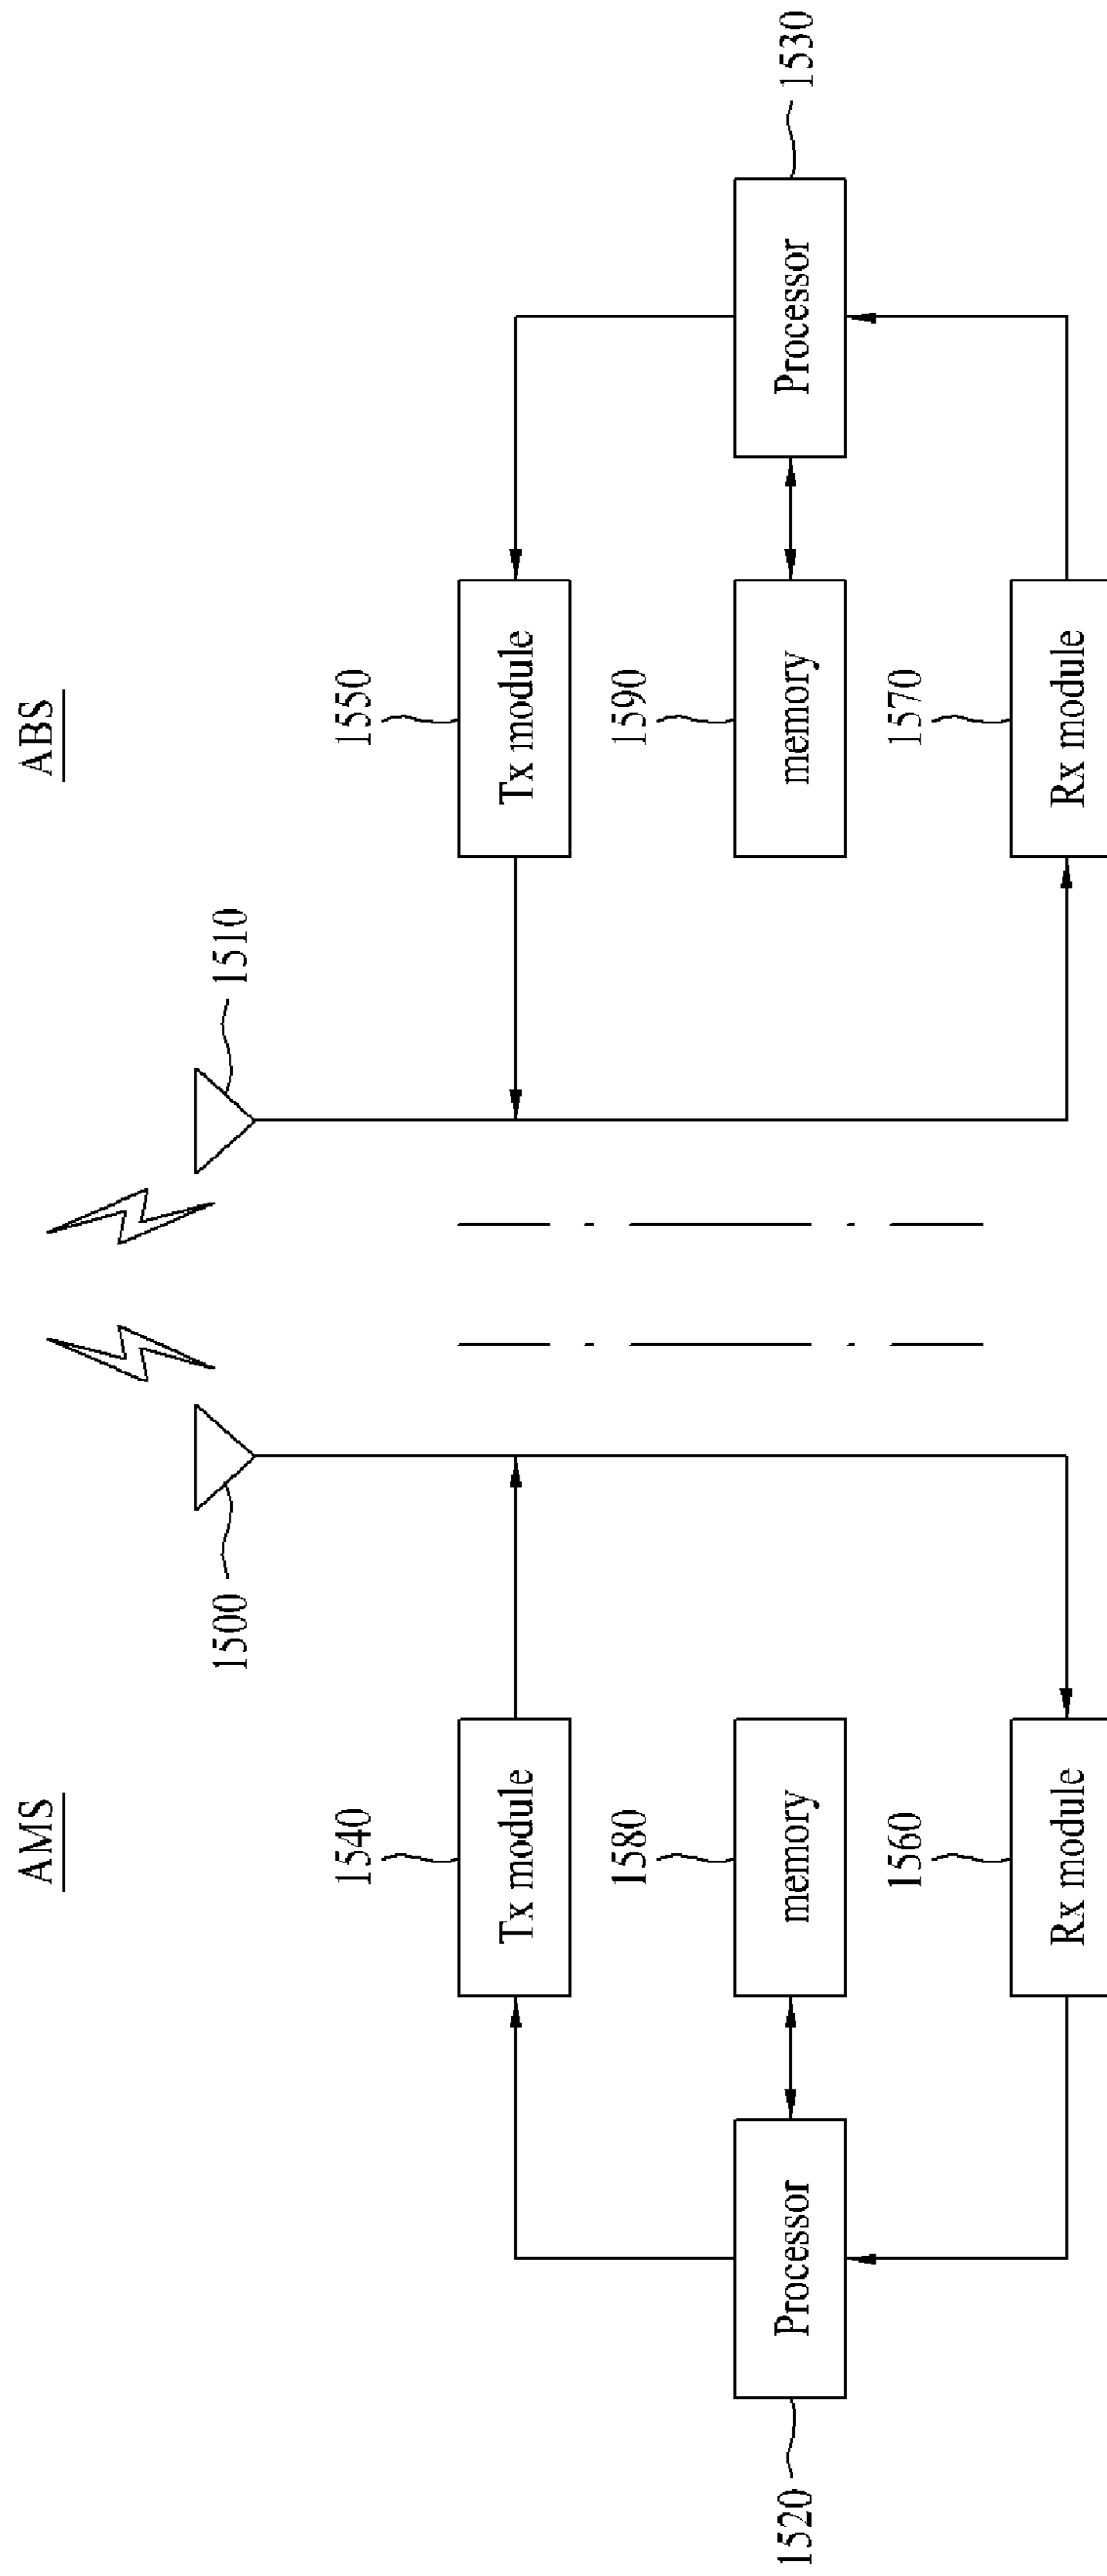 AMS
ABS
1500
1510
1540
Tx module
1550
Tx module
1520
Processor
1580
memory
1590
memory
Processor
1530
1560
Rx module
1570
Rx module